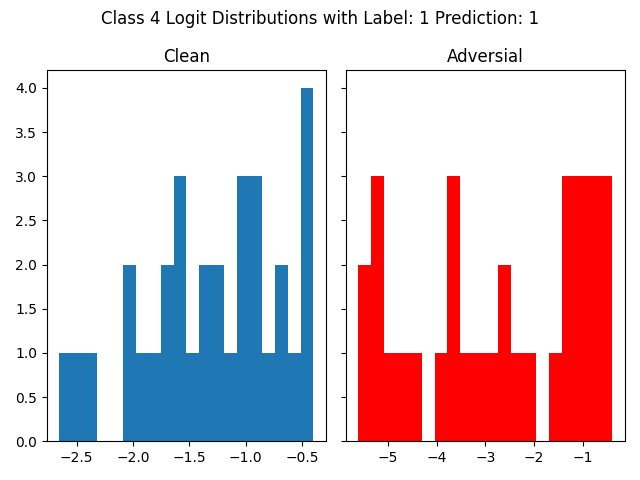 Class 4 Logit Distributions with Label: 1 Prediction: 1
Clean
Adversial
4.0
3.5
3.0
2.5
2.0
1.5
1.0
0.5
0.0
−2.5 −2.0 −1.5 −1.0 −0.5
−5 −4 −3 −2 −1